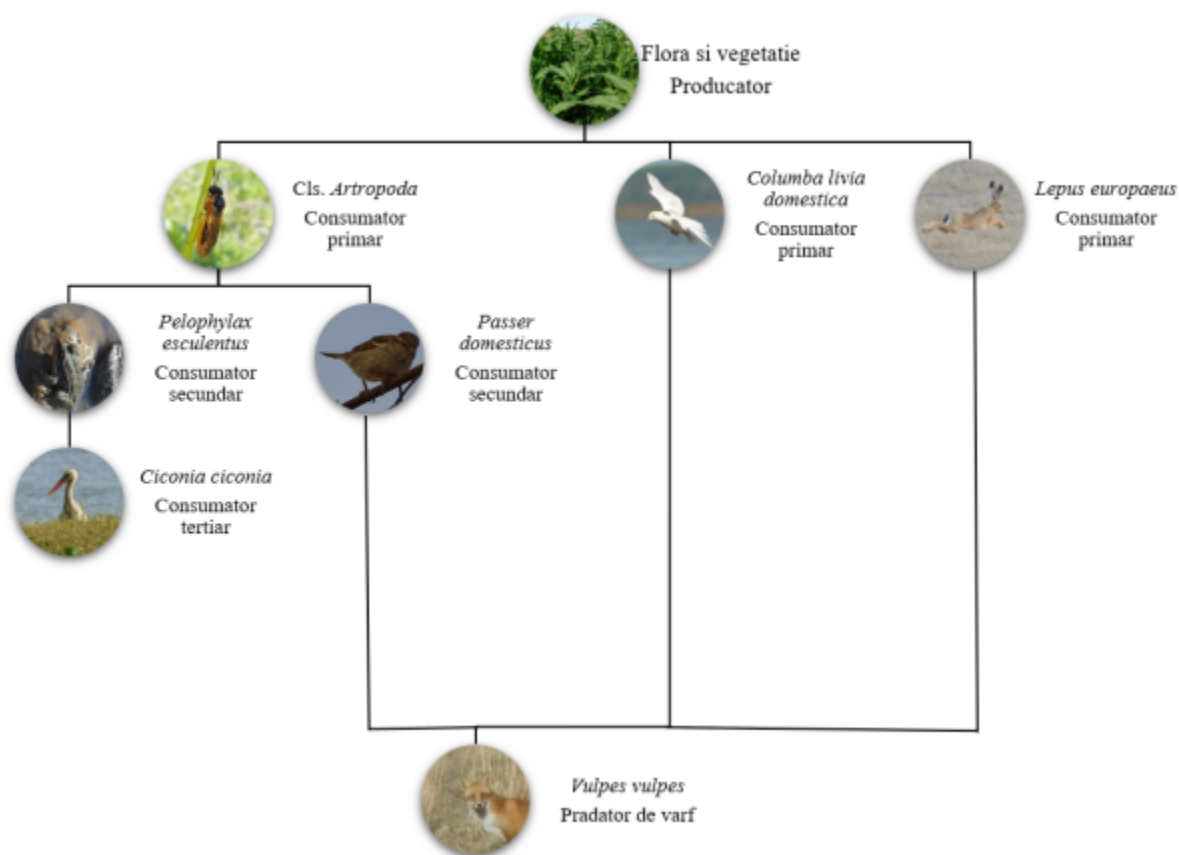 Flora si vegetatie
Producator
Cls. Artropoda
Consumator
primar
Columba livia
domestica
Consumator
primar
Lepus europaeus
Consumator
primar
Pelophylax
esculentus
Consumator
secundar
Passer
domesticus
Consumator
secundar
Ciconia ciconia
Consumator
tertiar
Vulpes vulpes
Pradator de varf